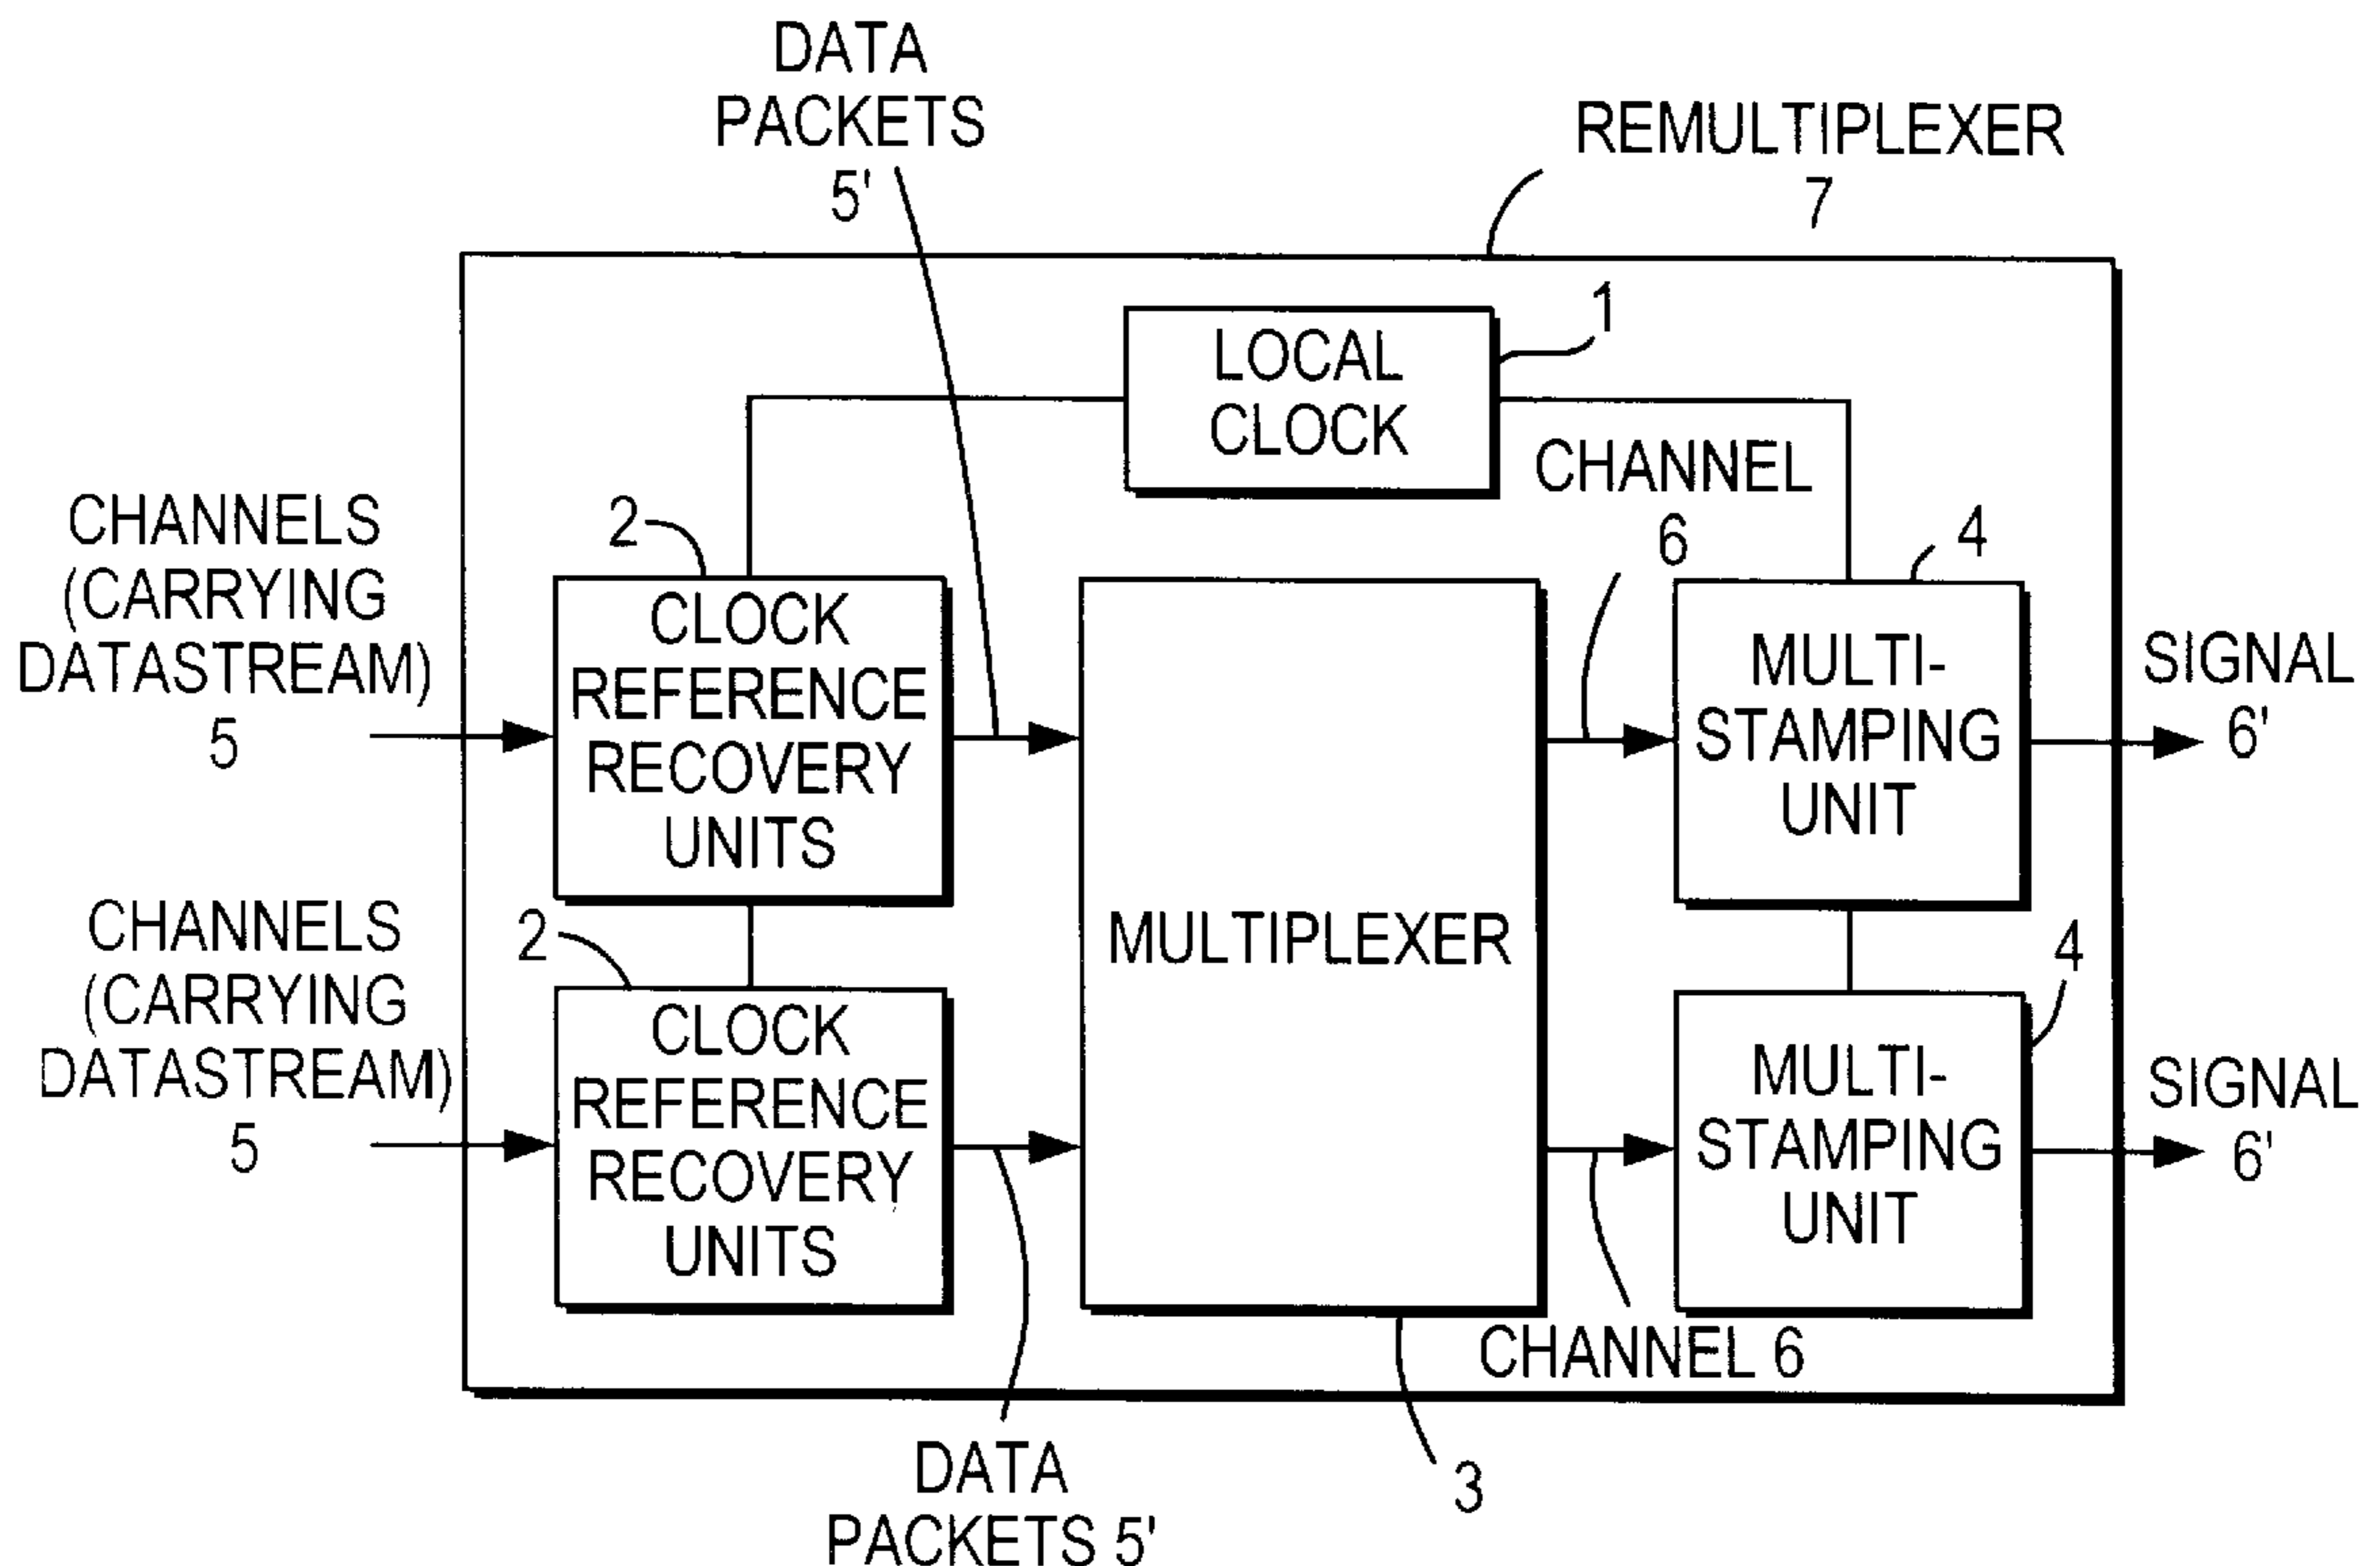 DATA
PACKETS
5'
REMULTIPLEXER
7
LOCAL
CLOCK
1
CHANNEL
6
CHANNELS
(CARRYING
DATASTREAM)
5
2
CLOCK
REFERENCE
RECOVERY
UNITS
4
MULTI-
STAMPING
UNIT
SIGNAL
6'
MULTIPLEXER
CHANNELS
(CARRYING
DATASTREAM)
5
2
CLOCK
REFERENCE
RECOVERY
UNITS
4
MULTI-
STAMPING
UNIT
SIGNAL
6'
CHANNEL 6
DATA
PACKETS 5'
3